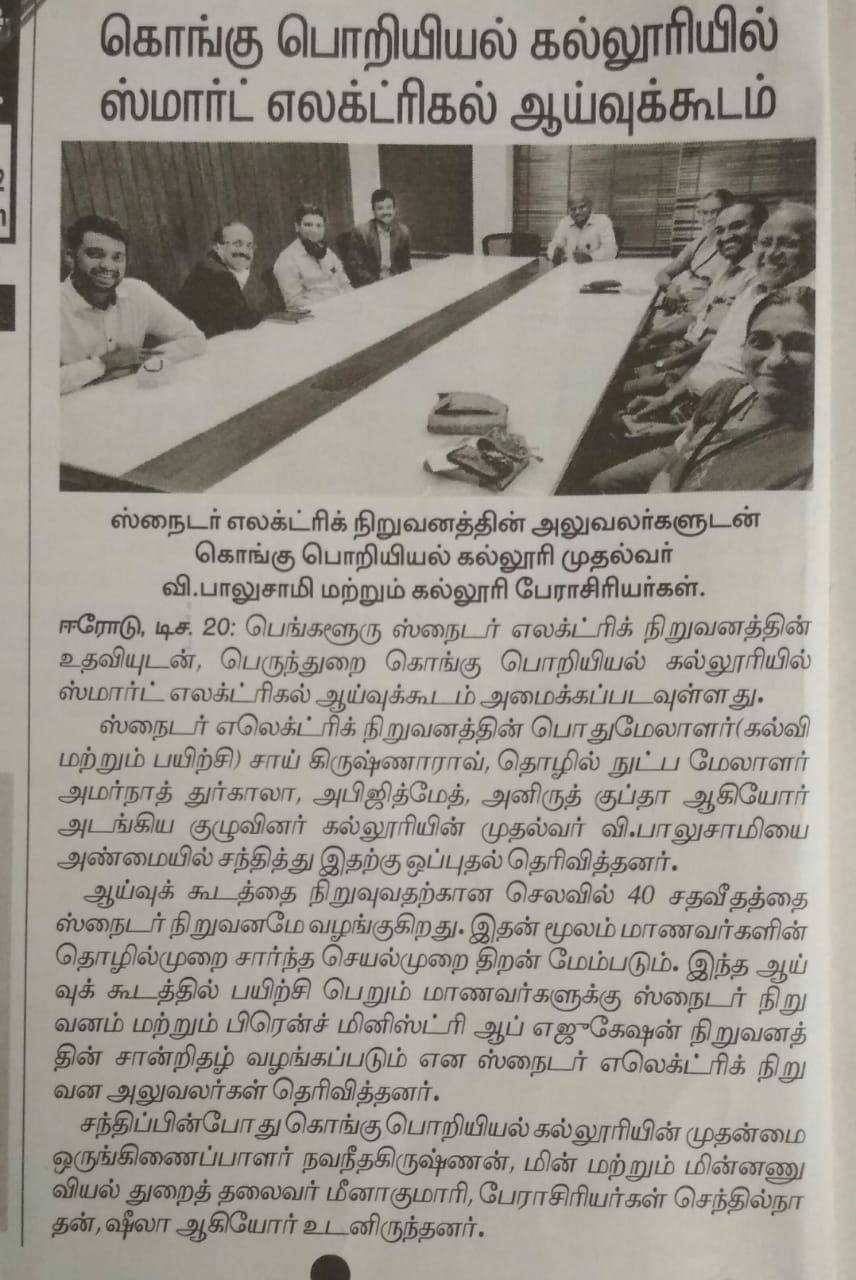 கொங்கு பொறியியல் கல்லூரியில்
ஸ்மார்ட் எலக்ட்ரிகல் ஆய்வுக்கூடம்
ஸ்நைடர் எலக்ட்ரிக் நிறுவனத்தின் அலுவலர்களுடன்
கொங்கு பொறியியல் கல்லூரி முதல்வர்
வி.பாலுசாமி மற்றும் கல்லூரி பேராசிரியர்கள்.
ஈரோடு, டிச. 20: பெங்களூரு ஸ்நைடர் எலக்ட்ரிக் நிறுவனத்தின்
உதவியுடன், பெருந்துறை கொங்கு பொறியியல் கல்லூரியில்
ஸ்மார்ட் எலக்ட்ரிகல் ஆய்வுக்கூடம் அமைக்கப்படவுள்ளது.
ஸ்நைடர் எலெக்ட்ரிக் நிறுவனத்தின் பொதுமேலாளர்(கல்வி
மற்றும் பயிற்சி) சாய் கிருஷ்ணாராவ், தொழில் நுட்ப மேலாளர்
அமர்நாத் துர்காலா, அபிஜித்மேத், அனிருத் குப்தா ஆகியோர்
அடங்கிய குழுவினர் கல்லூரியின் முதல்வர் வி.பாலுசாமியை
அண்மையில் சந்தித்து இதற்கு ஒப்புதல் தெரிவித்தனர்.
ஆய்வுக் கூடத்தை நிறுவுவதற்கான செலவில் 40 சதவீதத்தை
ஸ்நைடர் நிறுவனமே வழங்குகிறது. இதன் மூலம் மாணவர்களின்
தொழில்முறை சார்ந்த செயல்முறை திறன் மேம்படும். இந்த ஆய்
வுக் கூடத்தில் பயிற்சி பெறும் மாணவர்களுக்கு ஸ்நைடர் நிறு
வனம் மற்றும் பிரென்ச் மினிஸ்ட்ரி ஆப் எஜுகேஷன் நிறுவனத்
தின் சான்றிதழ் வழங்கப்படும் என ஸ்நைடர் எலெக்ட்ரிக் நிறு
வன அலுவலர்கள் தெரிவித்தனர்.
சந்திப்பின்போது கொங்கு பொறியியல் கல்லூரியின் முதன்மை
ஒருங்கிணைப்பாளர் நவநீதகிருஷ்ணன், மின் மற்றும் மின்னணு
வியல் துறைத் தலைவர் மீனாகுமாரி, பேராசிரியர்கள் செந்தில்நா
தன், ஷீலா ஆகியோர் உடனிருந்தனர்.